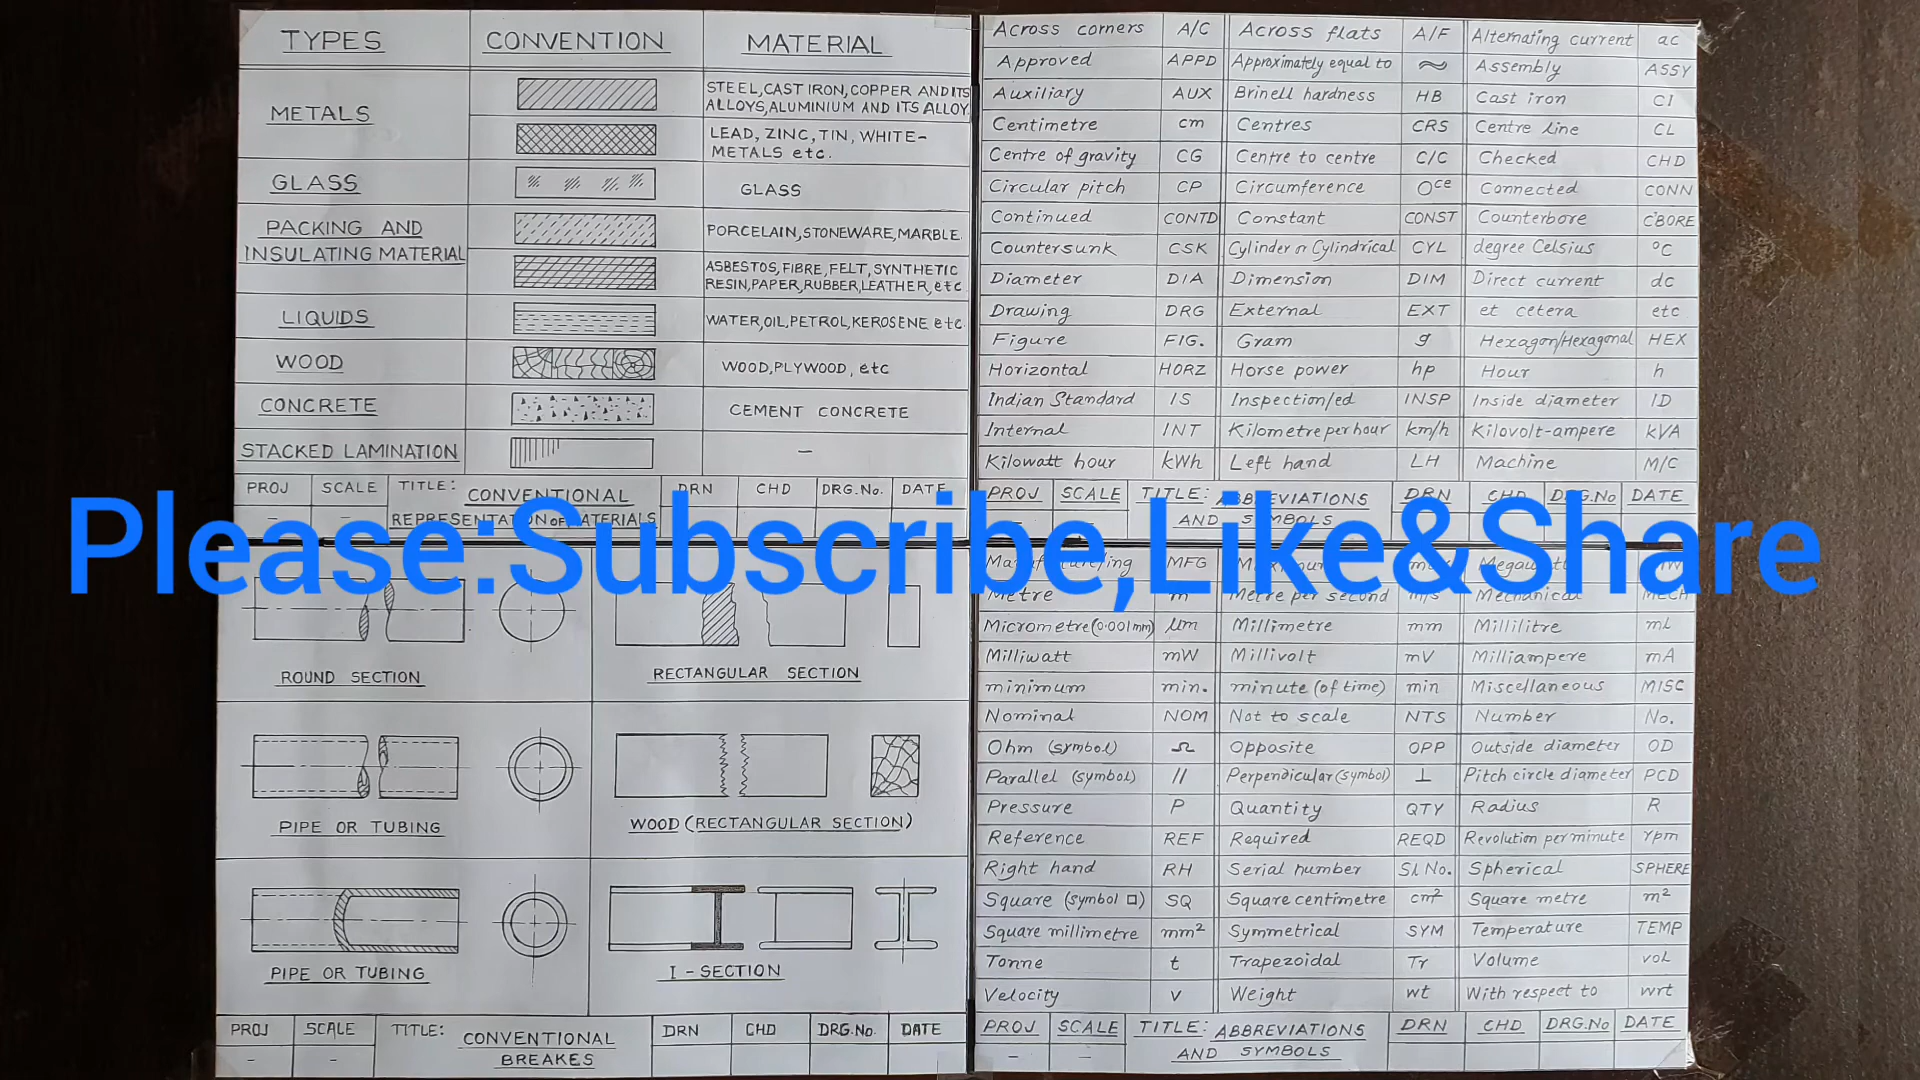 TYPES CONVENTION MATERIAL
METALS
STEEL, CAST IRON, COPPER AND ITS
ALLOYS, ALUMINIUM AND ITS ALLOY
LEAD, ZINC, TIN, WHITE-
METALS etc.
GLASS GLASS
PACKING AND
INSULATING MATERIAL
PORCELAIN, STONEWARE, MARBLE
ASBESTOS, FIBRE, FELT, SYNTHETIC
RESIN, PAPER, RUBBER, LEATHER, etc
LIQUIDS WATER, OIL, PETROL, KEROSENE etc.
WOOD WOOD, PLYWOOD, etc
CONCRETE CEMENT CONCRETE
STACKED LAMINATION –
PROJ SCALE TITLE: CONVENTIONAL DRN CHD DRG.No. DATE
REPRESENTATION OF MATERIALS
Across corners A/C Across flats A/F Alternating current ac
Approved APPD Approximately equal to ≈ Assembly ASSY
Auxiliary AUX Brinell hardness HB Cast iron CI
Centimetre cm Centres CRS Centre line CL
Centre of gravity CG Centre to centre C/C Checked CHD
Circular pitch CP Circumference Oce Connected CONN
Continued CONTD Constant CONST Counterbore C'BORE
Countersunk CSK Cylinder or Cylindrical CYL degree Celsius °C
Diameter DIA Dimension DIM Direct current dc
Drawing DRG External EXT et cetera etc
Figure FIG. Gram g Hexagon/Hexagonal HEX
Horizontal HORZ Horse power hp Hour h
Indian Standard IS Inspection/ed INSP Inside diameter ID
Internal INT Kilometre per hour km/h Kilovolt-ampere kVA
Kilowatt hour kWh Left hand LH Machine M/C
PROJ SCALE TITLE: ABBREVIATIONS DRN CHD DRG.No DATE
AND SYMBOLS
Please:Subscribe,Like&Share
ROUND SECTION RECTANGULAR SECTION
PIPE OR TUBING WOOD (RECTANGULAR SECTION)
PIPE OR TUBING I - SECTION
PROJ SCALE TITLE: CONVENTIONAL DRN CHD DRG.No. DATE
– – BREAKES
MFG
Metre m Metre per second m/s Mechanical MECH
Micrometre (0.001mm) µm Millimetre mm Millilitre mL
Milliwatt mW Millivolt mV Milliampere mA
minimum min. minute (of time) min Miscellaneous MISC
Nominal NOM Not to scale NTS Number No.
Ohm (symbol) Ω Opposite OPP Outside diameter OD
Parallel (symbol) // Perpendicular (symbol) ⊥ Pitch circle diameter PCD
Pressure P Quantity QTY Radius R
Reference REF Required REQD Revolution per minute rpm
Right hand RH Serial number Sl No. Spherical SPHERE
Square (symbol □) SQ Square centimetre cm² Square metre m²
Square millimetre mm² Symmetrical SYM Temperature TEMP
Tonne t Trapezoidal Tr Volume VOL
Velocity v Weight wt With respect to wrt
PROJ SCALE TITLE: ABBREVIATIONS DRN CHD DRG.No DATE
– – AND SYMBOLS